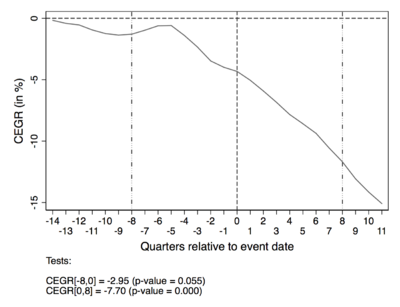 CEGR (in %)
0
-5
-10
-15
-14 -12 -10 -8 -6 -4 -2 0 2 4 6 8 10
-13 -11 -9 -7 -5 -3 -1 1 3 5 7 9 11
Quarters relative to event date
Tests:
CEGR[-8,0] = -2.95 (p-value = 0.055)
CEGR[0,8] = -7.70 (p-value = 0.000)